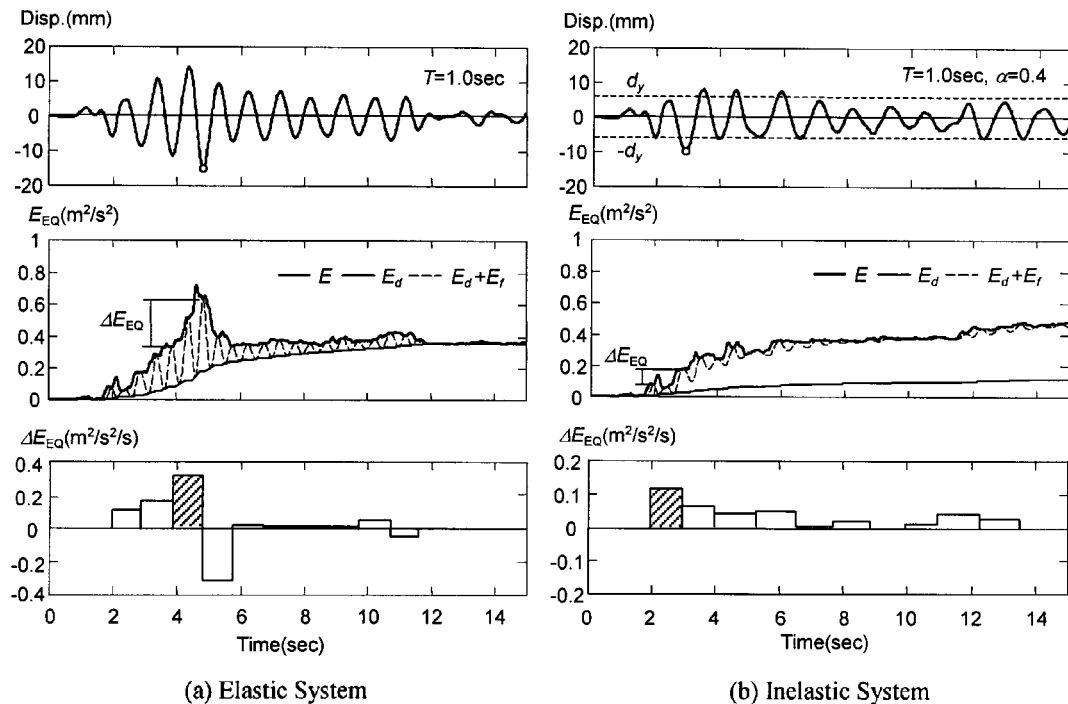 Disp.(mm)
20
10
0
-10
-20
T=1.0sec
E_EQ(m²/s²)
1
0.8
0.6
0.4
0.2
0
E
E_d
E_d+E_f
ΔE_EQ
ΔE_EQ(m²/s²/s)
0.4
0.2
0
-0.2
-0.4
0 2 4 6 8 10 12 14
Time(sec)
(a) Elastic System
Disp.(mm)
20
10
0
-10
-20
d_y
-d_y
T=1.0sec, α=0.4
E_EQ(m²/s²)
1
0.8
0.6
0.4
0.2
0
E
E_d
E_d+E_f
ΔE_EQ
ΔE_EQ(m²/s²/s)
0.2
0.1
0
-0.1
-0.2
0 2 4 6 8 10 12 14
Time(sec)
(b) Inelastic System